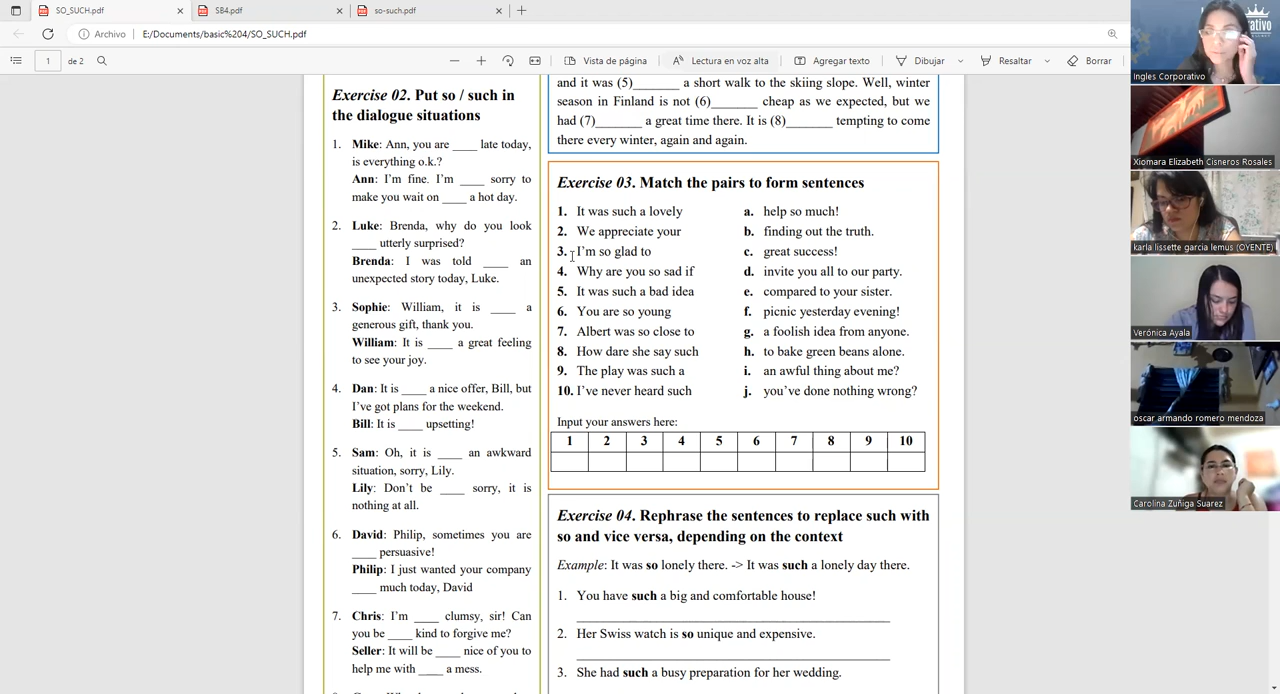 SO_SUCH.pdf
SB4.pdf
so-such.pdf
Archivo
E:/Documents/basic%204/SO_SUCH.pdf
1
de 2
Vista de página
Lectura en voz alta
Agregar texto
Dibujar
Resaltar
Borrar
Exercise 02. Put so / such in
the dialogue situations
1. Mike: Ann, you are ____ late today,
is everything o.k.?
Ann: I'm fine. I'm ____ sorry to
make you wait on ____ a hot day.
2. Luke: Brenda, why do you look
____ utterly surprised?
Brenda: I was told ____ an
unexpected story today, Luke.
3. Sophie: William, it is ____ a
generous gift, thank you.
William: It is ____ a great feeling
to see your joy.
4. Dan: It is ____ a nice offer, Bill, but
I've got plans for the weekend.
Bill: It is ____ upsetting!
5. Sam: Oh, it is ____ an awkward
situation, sorry, Lily.
Lily: Don't be ____ sorry, it is
nothing at all.
6. David: Philip, sometimes you are
____ persuasive!
Philip: I just wanted your company
____ much today, David
7. Chris: I'm ____ clumsy, sir! Can
you be ____ kind to forgive me?
Seller: It will be ____ nice of you to
help me with ____ a mess.
and it was (5)_______ a short walk to the skiing slope. Well, winter
season in Finland is not (6)_______ cheap as we expected, but we
had (7)_______ a great time there. It is (8)_______ tempting to come
there every winter, again and again.
Exercise 03. Match the pairs to form sentences
1. It was such a lovely a. help so much!
2. We appreciate your b. finding out the truth.
3. I'm so glad to c. great success!
4. Why are you so sad if d. invite you all to our party.
5. It was such a bad idea e. compared to your sister.
6. You are so young f. picnic yesterday evening!
7. Albert was so close to g. a foolish idea from anyone.
8. How dare she say such h. to bake green beans alone.
9. The play was such a i. an awful thing about me?
10. I've never heard such j. you've done nothing wrong?
Input your answers here:
1 2 3 4 5 6 7 8 9 10
Exercise 04. Rephrase the sentences to replace such with
so and vice versa, depending on the context
Example: It was so lonely there. -> It was such a lonely day there.
1. You have such a big and comfortable house!
2. Her Swiss watch is so unique and expensive.
3. She had such a busy preparation for her wedding.
Ingles Corporativo
Xiomara Elizabeth Cisneros Rosales
karla lissette garcia lemus (OYENTE)
Verónica Ayala
oscar armando romero mendoza
Carolina Zuñiga Suarez